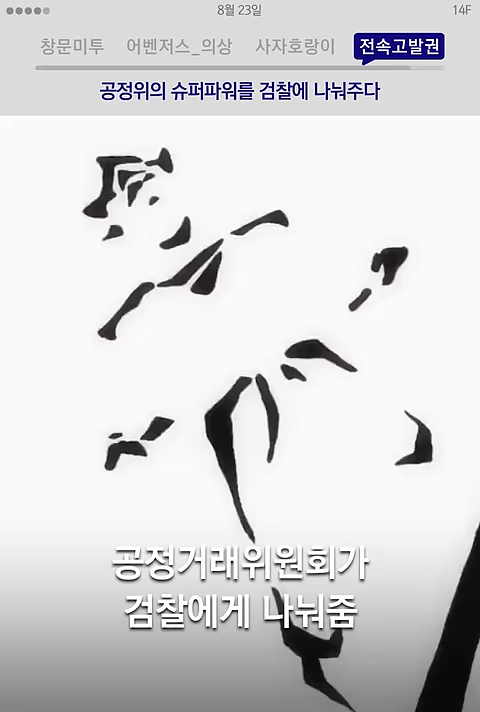 8월 23일
14F
창문미투 어벤저스_의상 사자호랑이 전속고발권
공정위의 슈퍼파워를 검찰에 나눠주다
공정거래위원회가
검찰에게 나눠줌